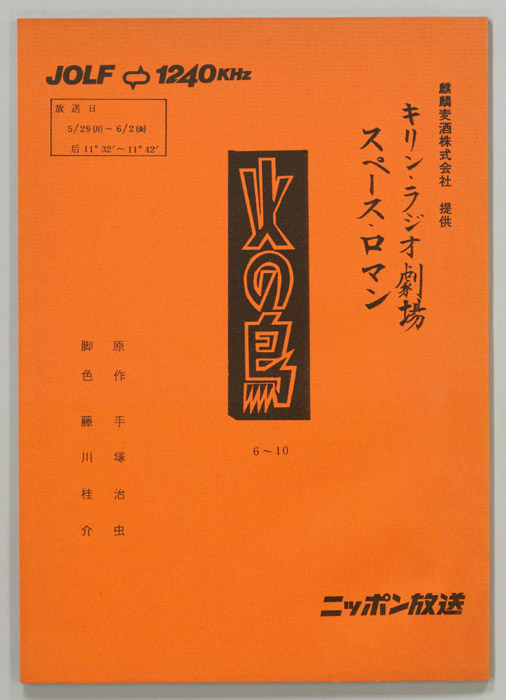 JOLF 1240KHz
放送日
5/29(月)～6/2(金)
后11°32′～11°42′
麒麟麦酒株式会社 提供
キリン・ラジオ劇場
スペース・ロマン
火の鳥
6～10
原作 手塚治虫
脚色 藤川桂介
ニッポン放送